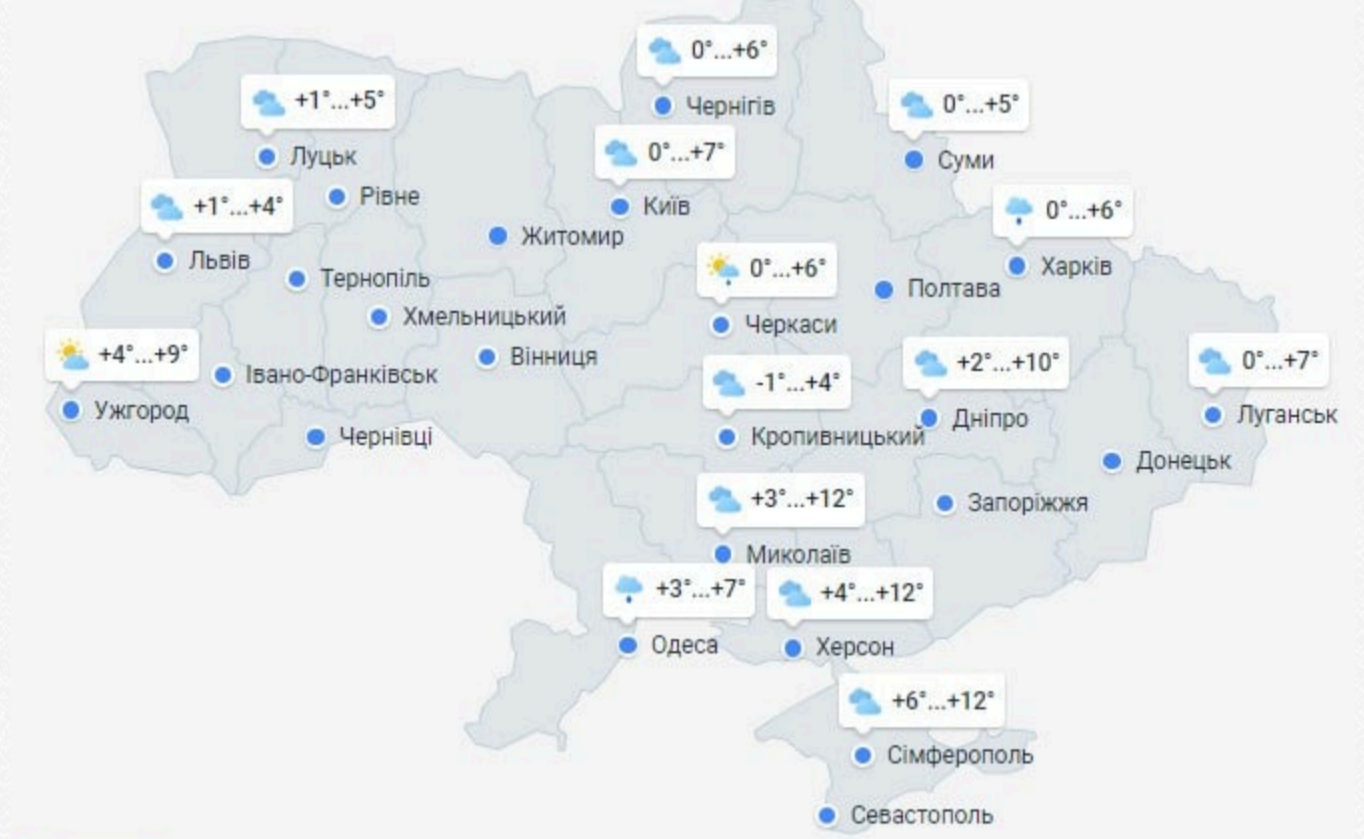 0°...+6°
Чернігів
+1°...+5°
Луцьк
0°...+5°
Суми
0°...+7°
Київ
Рівне
+1°...+4°
Львів
0°...+6°
Харків
Житомир
Тернопіль
0°...+6°
Черкаси
Полтава
Хмельницький
Вінниця
+4°...+9°
Ужгород
Івано-Франківськ
-1°...+4°
Кропивницький
+2°...+10°
Дніпро
0°...+7°
Луганськ
Чернівці
Донецьк
+3°...+12°
Миколаїв
Запоріжжя
+3°...+7°
Одеса
+4°...+12°
Херсон
+6°...+12°
Сімферополь
Севастополь